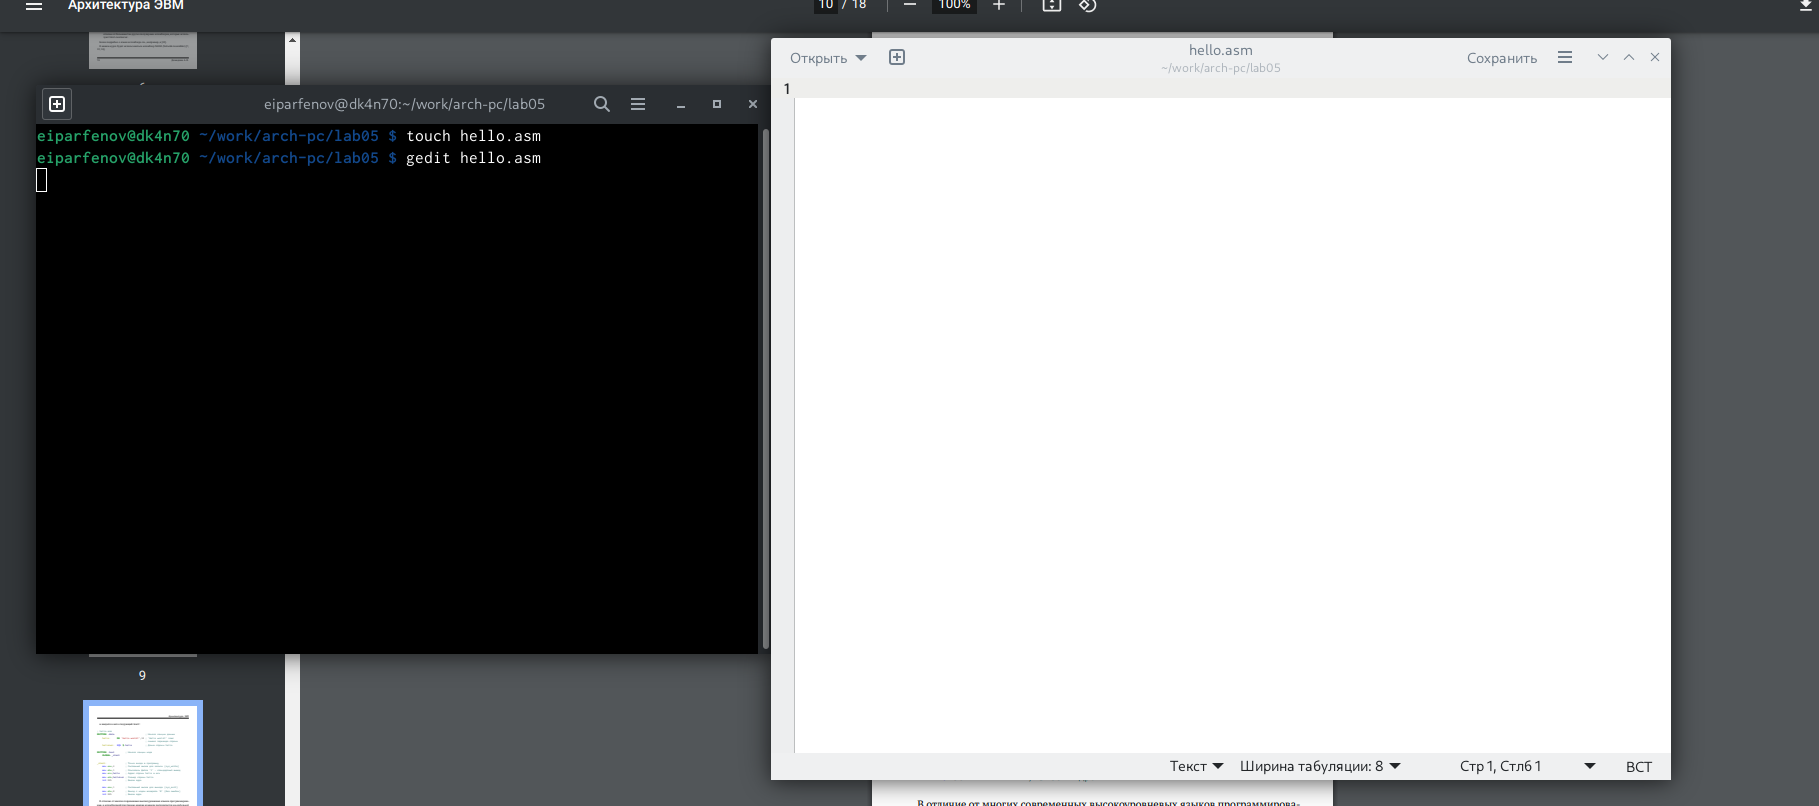 Архитектура ЭВМ
10 / 18
100%
eiparfenov@dk4n70:~/work/arch-pc/lab05
eiparfenov@dk4n70 ~/work/arch-pc/lab05 $ touch hello.asm
eiparfenov@dk4n70 ~/work/arch-pc/lab05 $ gedit hello.asm
9
Открыть
hello.asm
~/work/arch-pc/lab05
Сохранить
1
Текст
Ширина табуляции: 8
Стр 1, Стлб 1
ВСТ
В отличие от многих современных высокоуровневых языков программирова-